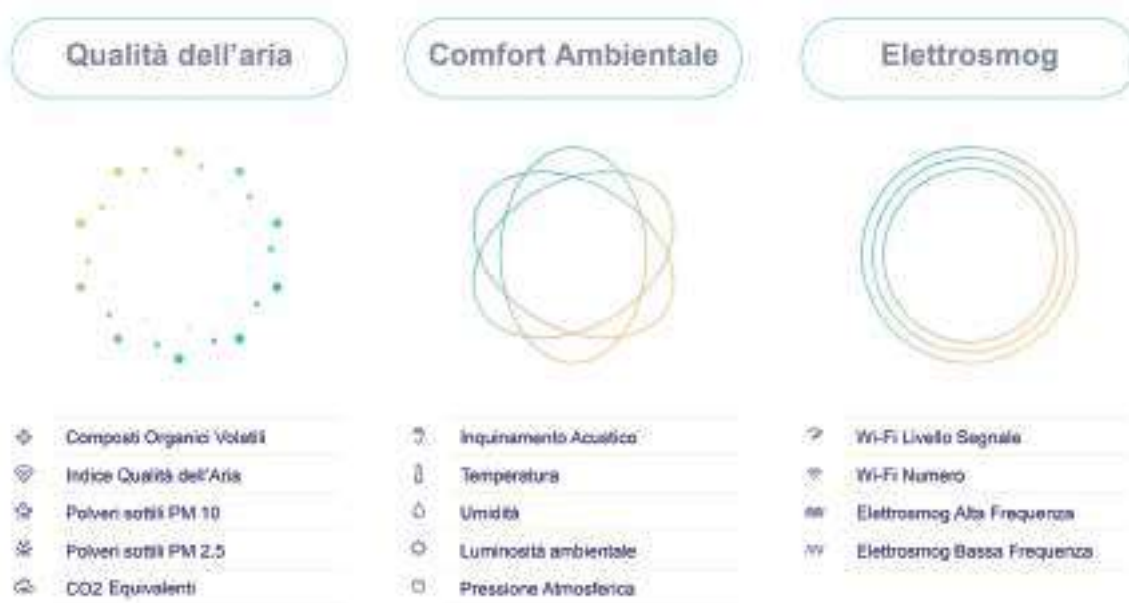 Qualità dell'aria
Comfort Ambientale
Elettrosmog
Composti Organici Volatili
Indice Qualità dell'Aria
Polveri sottili PM 10
Polveri sottili PM 2.5
CO2 Equivalenti
Inquinamento Acustico
Temperatura
Umidità
Luminosità ambientale
Pressione Atmosferica
Wi-Fi Livello Segnale
Wi-Fi Numero
Elettrosmog Alta Frequenza
Elettrosmog Bassa Frequenza